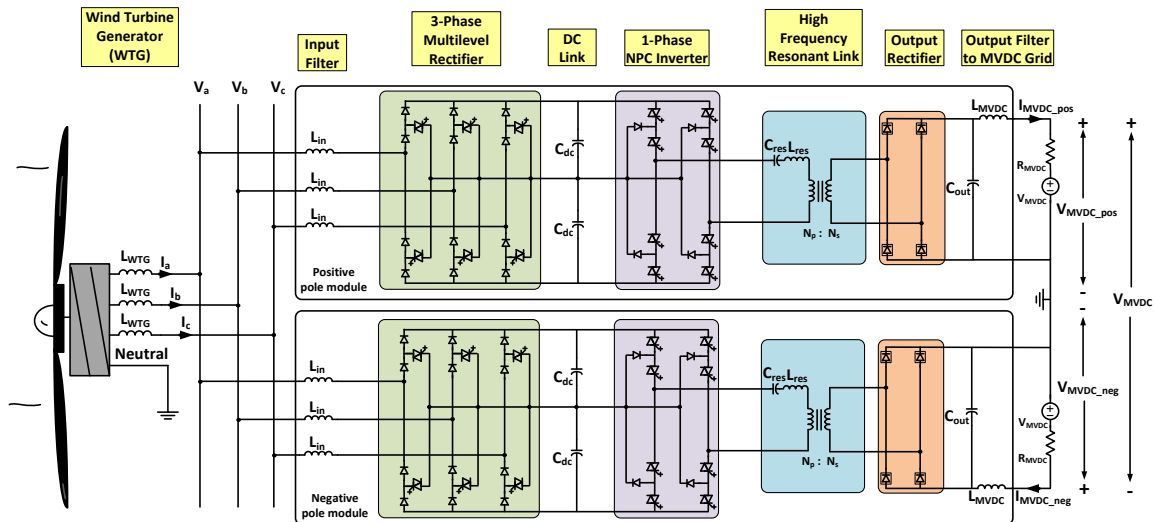 Wind Turbine
Generator
(WTG)
Input
Filter
3-Phase
Multilevel
Rectifier
DC
Link
1-Phase
NPC Inverter
High
Frequency
Resonant Link
Output
Rectifier
Output Filter
to MVDC Grid
Va
Vb
Vc
Lin
Lin
Lin
Cdc
Cdc
Cres
Lres
Np : Ns
Cout
LMVDC
IMVDC_pos
+
RMVDC
VMVDC
VMVDC_pos
-
+
Positive
pole module
LWTG
Ia
LWTG
Ib
LWTG
Ic
Neutral
VMVDC
Lin
Lin
Lin
Cdc
Cdc
Cres
Lres
Np : Ns
Cout
-
VMVDC_neg
VMVDC
RMVDC
LMVDC
IMVDC_neg
+
-
Negative
pole module